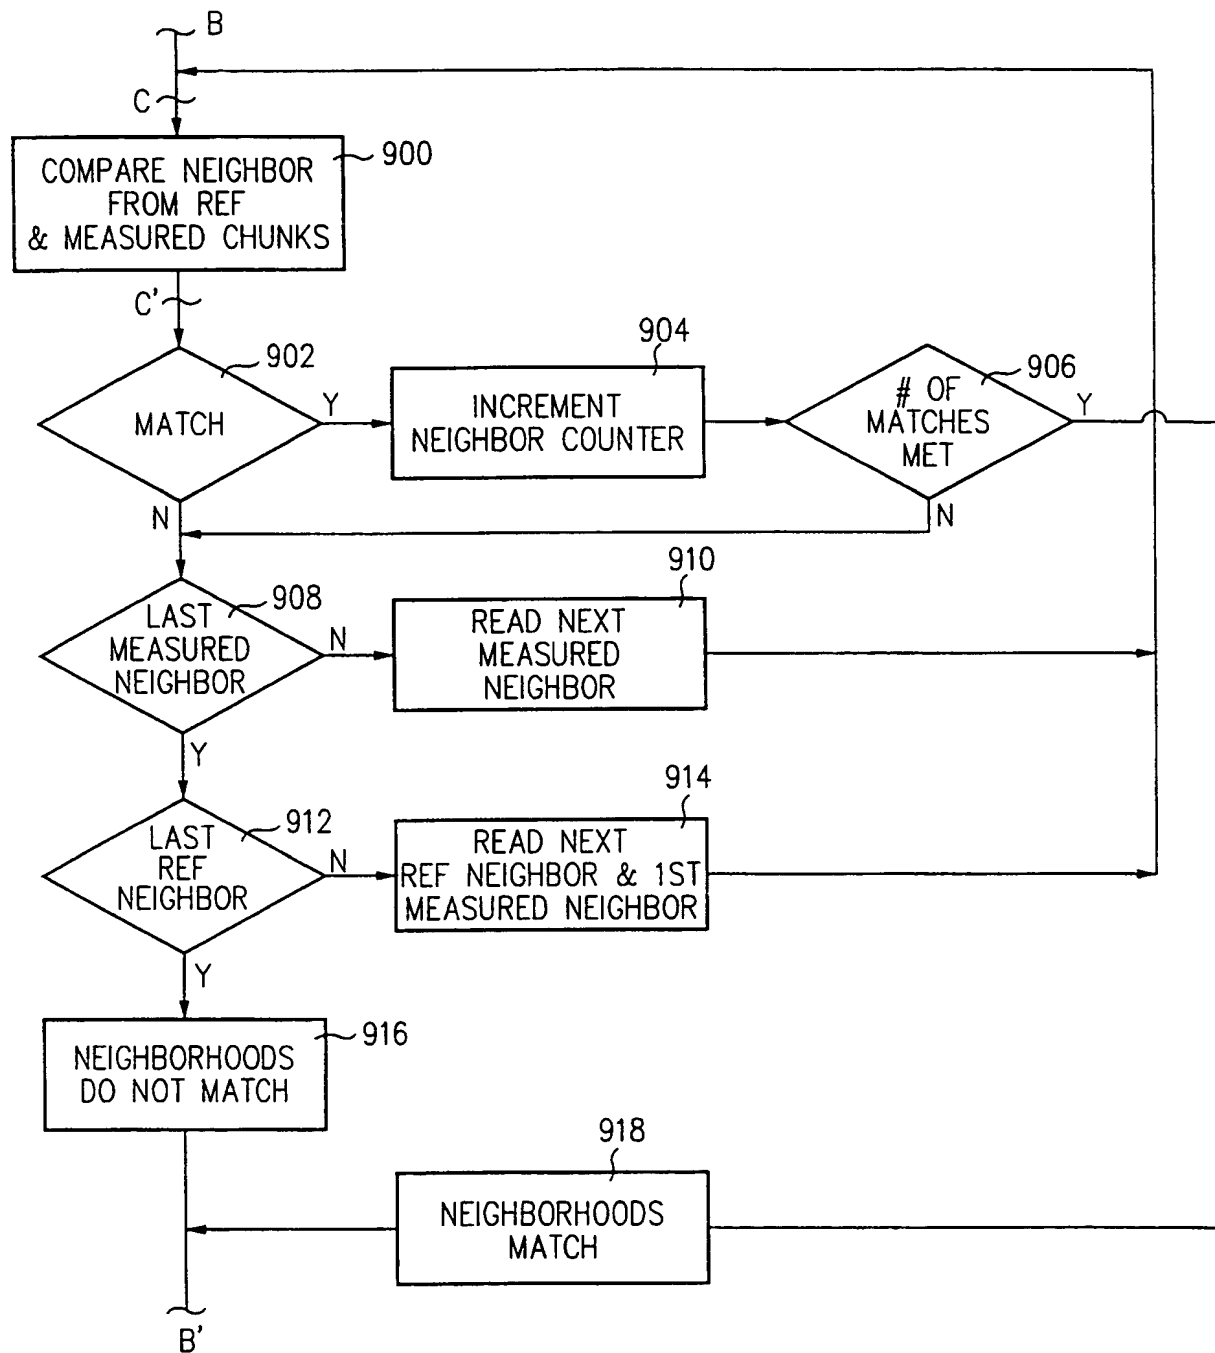 B
C
900
COMPARE NEIGHBOR
FROM REF
& MEASURED CHUNKS
C'
902
MATCH
Y
N
904
INCREMENT
NEIGHBOR COUNTER
906
# OF
MATCHES
MET
Y
N
908
LAST
MEASURED
NEIGHBOR
N
Y
910
READ NEXT
MEASURED
NEIGHBOR
912
LAST
REF
NEIGHBOR
N
Y
914
READ NEXT
REF NEIGHBOR & 1ST
MEASURED NEIGHBOR
916
NEIGHBORHOODS
DO NOT MATCH
918
NEIGHBORHOODS
MATCH
B'